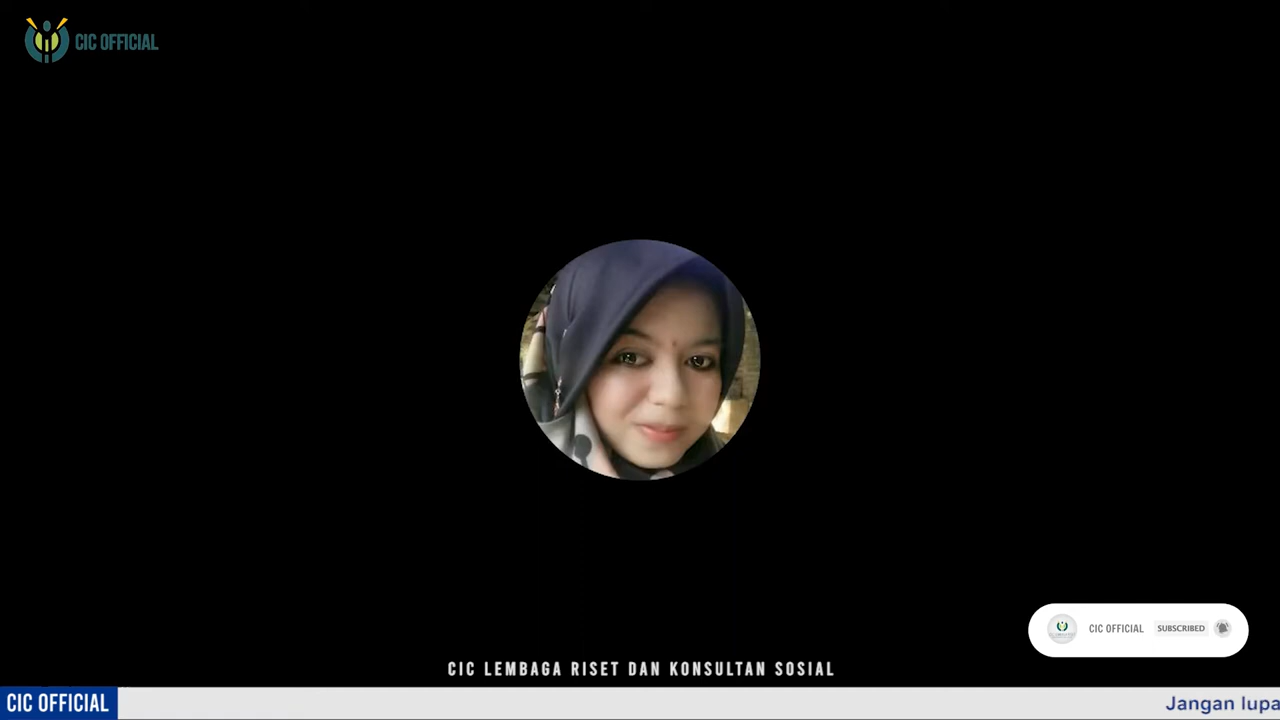 CIC OFFICIAL
CIC OFFICIAL SUBSCRIBED
CIC LEMBAGA RISET DAN KONSULTAN SOSIAL
CIC OFFICIAL Jangan lupa